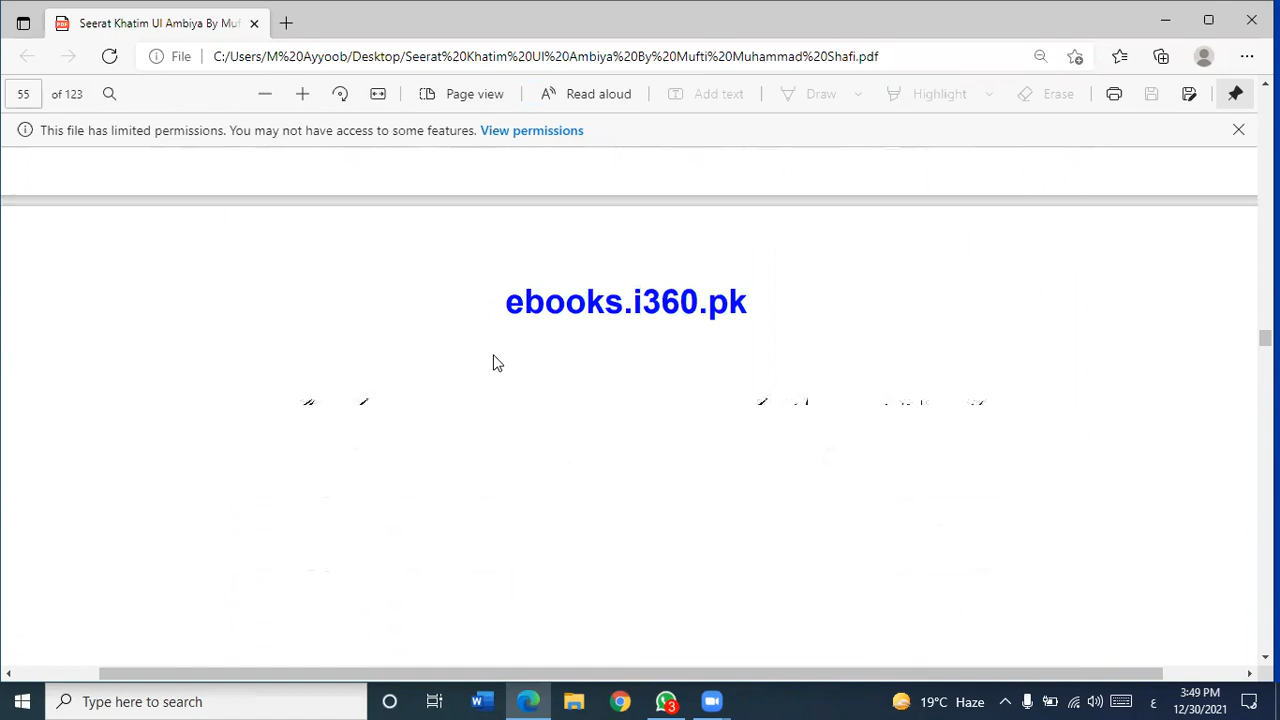 Seerat Khatim Ul Ambiya By Muf
File
C:/Users/M%20Ayyoob/Desktop/Seerat%20Khatim%20Ul%20Ambiya%20By%20Mufti%20Muhammad%20Shafi.pdf
55 of 123
Page view
Read aloud
Add text
Draw
Highlight
Erase
This file has limited permissions. You may not have access to some features. View permissions
ebooks.i360.pk
Type here to search
3
19°C Haze
ع
3:49 PM
12/30/2021